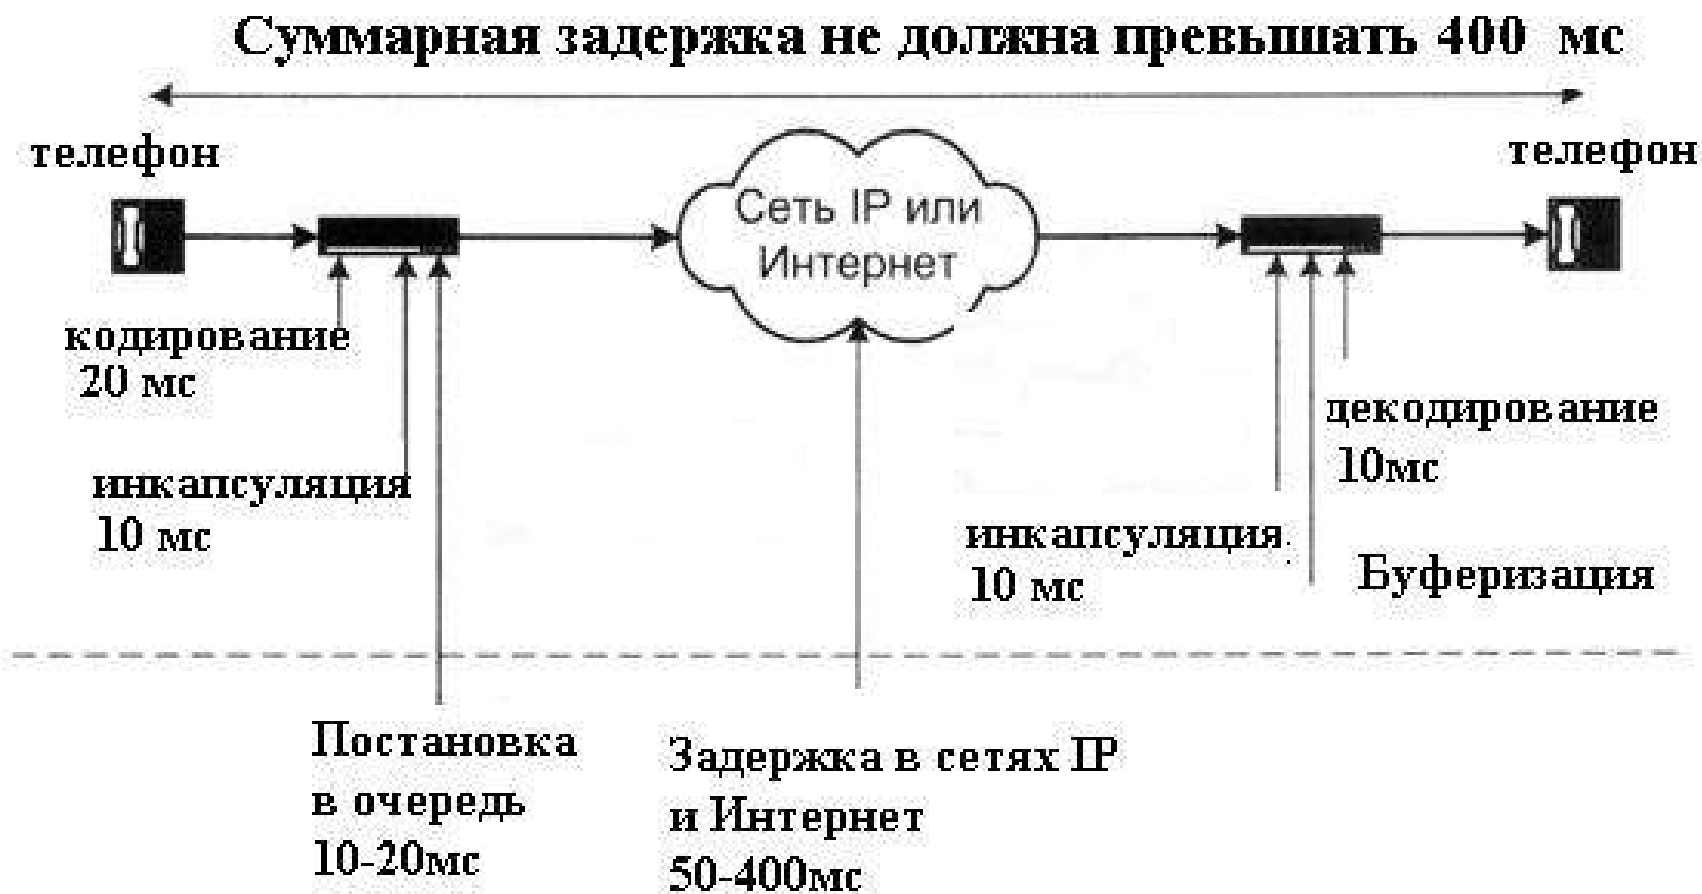 Суммарная задержка не должна превышать 400 мс
телефон
телефон
Сеть IP или
Интернет
кодирование
20 мс
декодирование
10мс
инкапсуляция
10 мс
инкапсуляция.
10 мс
Буферизация
Постановка
в очередь
10-20мс
Задержка в сетях IP
и Интернет
50-400мс